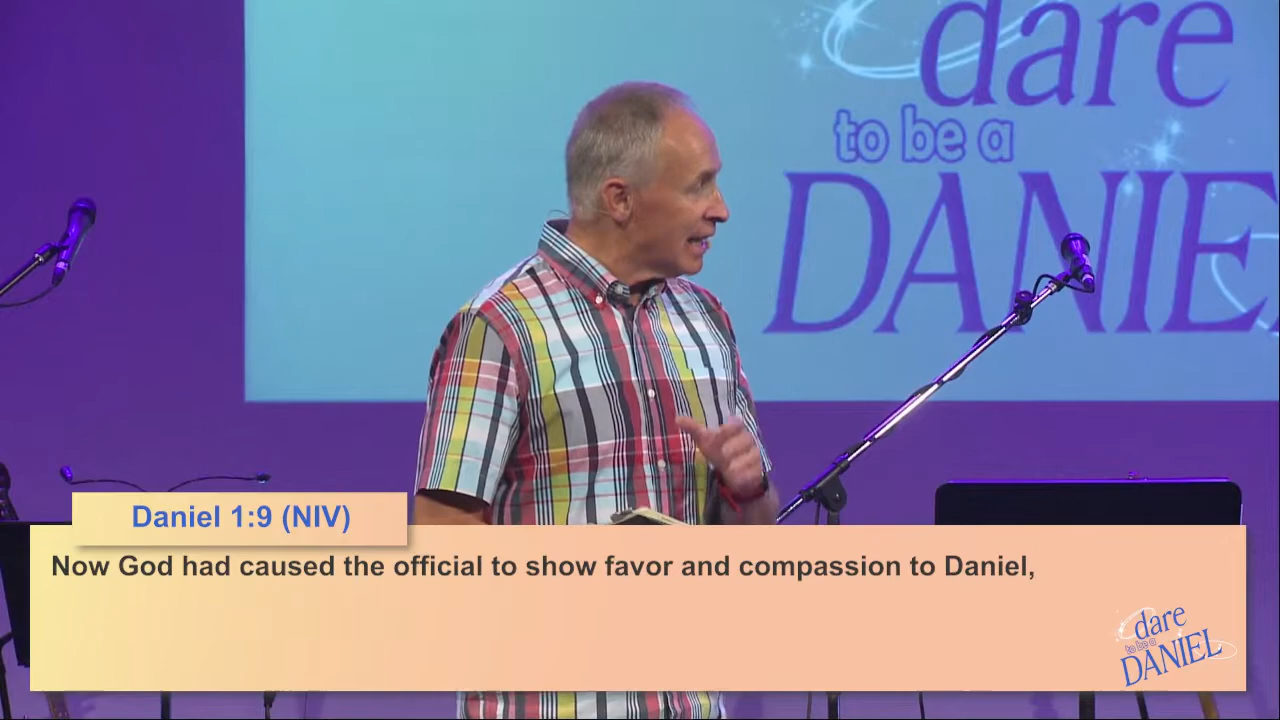 dare
to be a
DANIE
Daniel 1:9 (NIV)
Now God had caused the official to show favor and compassion to Daniel,
dare
to be a
DANIEL